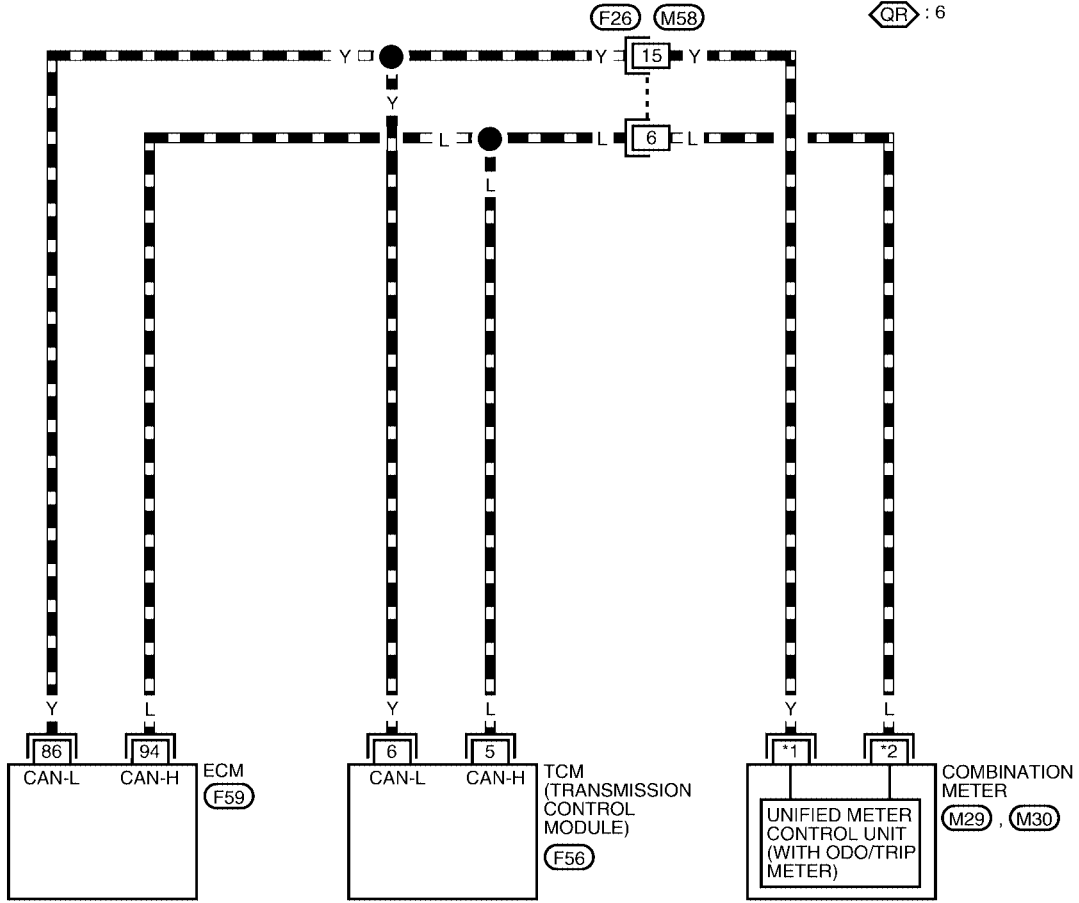 F26 M58
QR : 6
Y Y 15 Y
Y
L L 6 L
L
Y L Y L Y L
86 94 6 5 *1 *2
CAN-L CAN-H
ECM
F59
CAN-L CAN-H
TCM
(TRANSMISSION
CONTROL
MODULE)
F56
COMBINATION
METER
M29 , M30
UNIFIED METER
CONTROL UNIT
(WITH ODO/TRIP
METER)